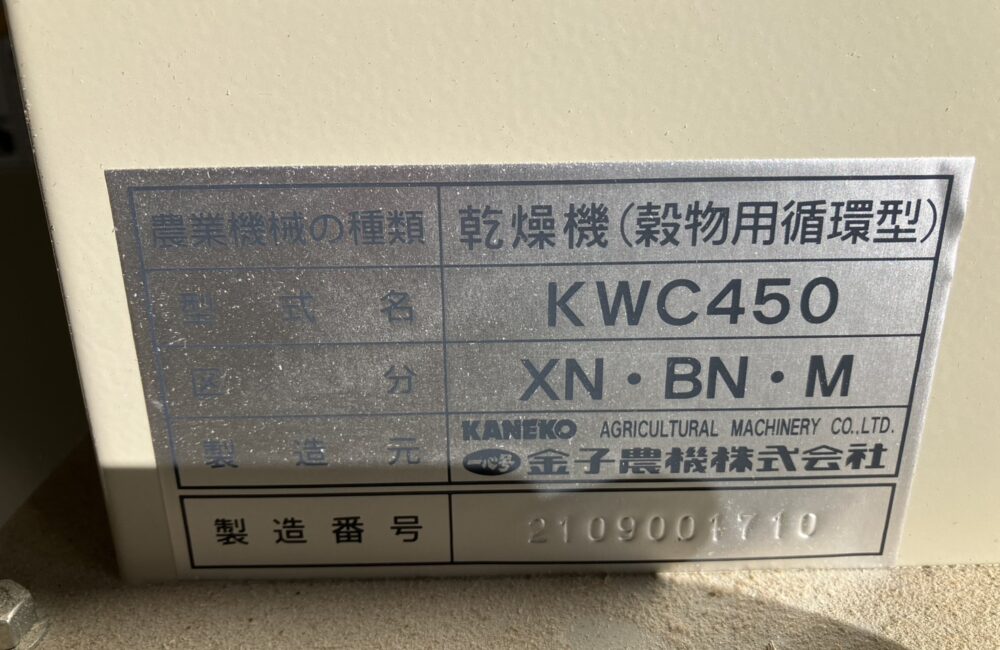 農業機械の種類 乾燥機(穀物用循環型)
型式名 KWC450
区分 XN・BN・M
製造元 KANEKO AGRICULTURAL MACHINERY CO.,LTD.
金子農機株式会社
製造番号 2109001710